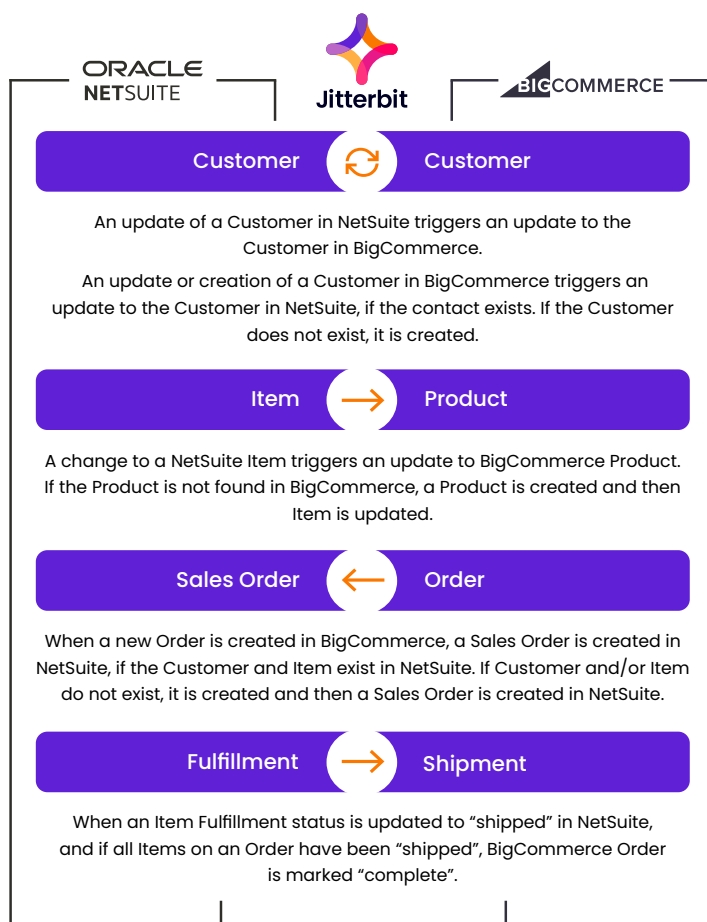 ORACLE
NETSUITE
Jitterbit
BIGCOMMERCE
Customer Customer
An update of a Customer in NetSuite triggers an update to the
Customer in BigCommerce.
An update or creation of a Customer in BigCommerce triggers an
update to the Customer in NetSuite, if the contact exists. If the Customer
does not exist, it is created.
Item Product
A change to a NetSuite Item triggers an update to BigCommerce Product.
If the Product is not found in BigCommerce, a Product is created and then
Item is updated.
Sales Order Order
When a new Order is created in BigCommerce, a Sales Order is created in
NetSuite, if the Customer and Item exist in NetSuite. If Customer and/or Item
do not exist, it is created and then a Sales Order is created in NetSuite.
Fulfillment Shipment
When an Item Fulfillment status is updated to “shipped” in NetSuite,
and if all Items on an Order have been “shipped”, BigCommerce Order
is marked “complete”.